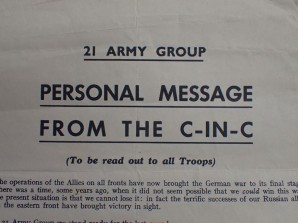 21 ARMY GROUP
PERSONAL MESSAGE
FROM THE C-IN-C
(To be read out to all Troops)
he operations of the Allies on all fronts have now brought the German war to its final stag
here was a time, some years ago, when it did not seem possible that we could win this wa
he present situation is that we cannot lose it: in fact the terrific successes of our Russian al
the eastern front have brought victory in sight.